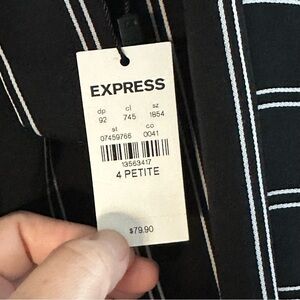 EXPRESS
dp cl sz
92 745 1854
st co
07459766 0041
13563417
4 PETITE
$79.90